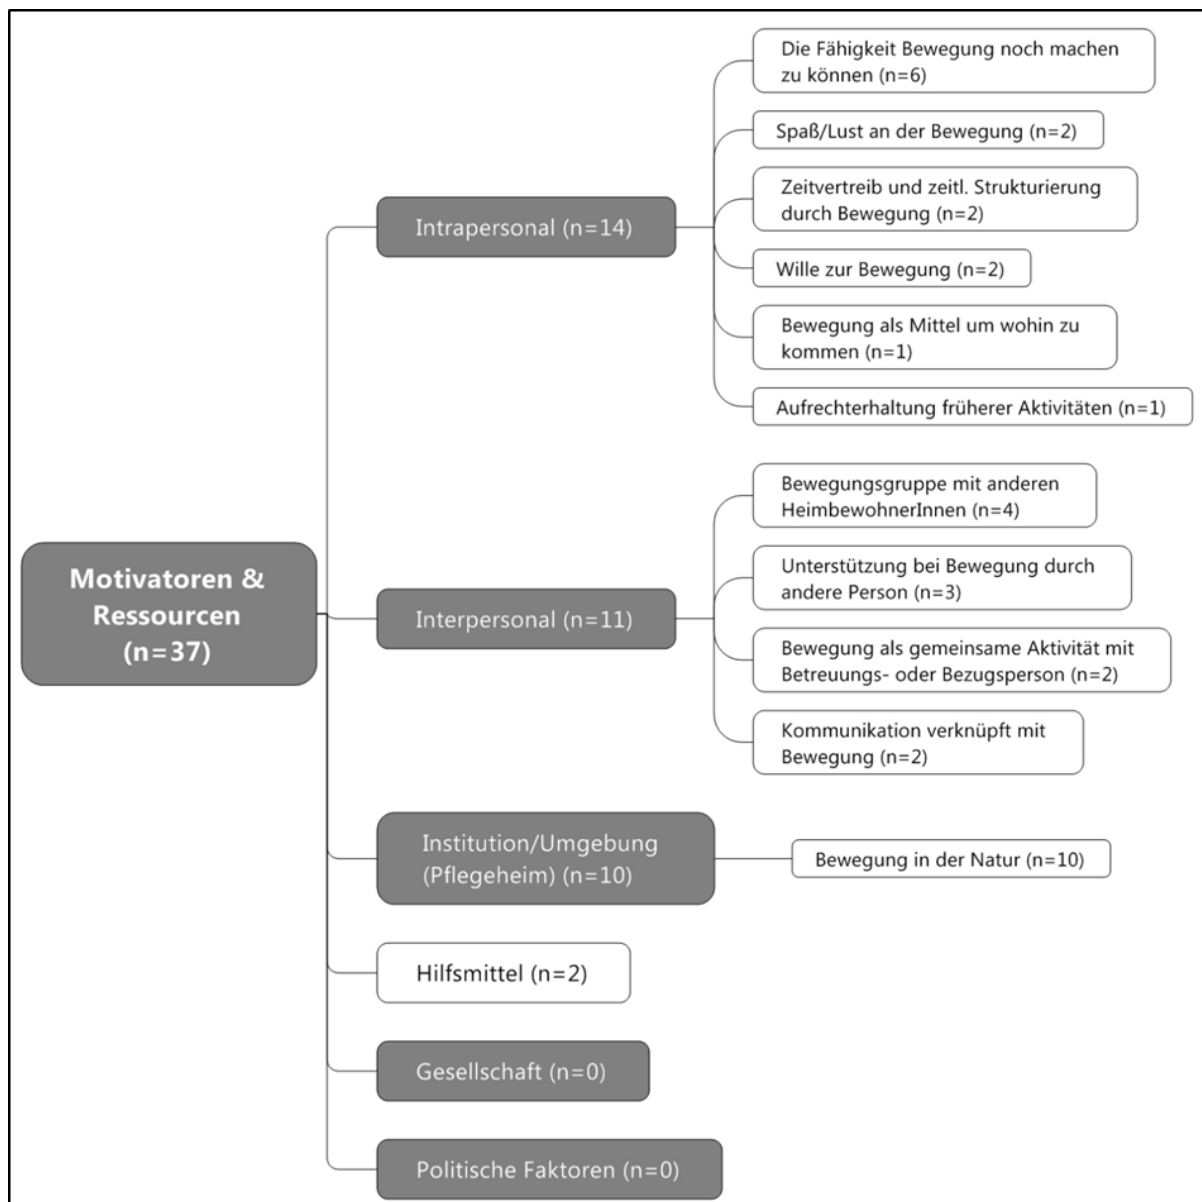 Motivatoren &
Ressourcen
(n=37)
Intrapersonal (n=14)
Die Fähigkeit Bewegung noch machen
zu können (n=6)
Spaß/Lust an der Bewegung (n=2)
Zeitvertreib und zeitl. Strukturierung
durch Bewegung (n=2)
Wille zur Bewegung (n=2)
Bewegung als Mittel um wohin zu
kommen (n=1)
Aufrechterhaltung früherer Aktivitäten (n=1)
Interpersonal (n=11)
Bewegungsgruppe mit anderen
HeimbewohnerInnen (n=4)
Unterstützung bei Bewegung durch
andere Person (n=3)
Bewegung als gemeinsame Aktivität mit
Betreuungs- oder Bezugsperson (n=2)
Kommunikation verknüpft mit
Bewegung (n=2)
Institution/Umgebung
(Pflegeheim) (n=10)
Bewegung in der Natur (n=10)
Hilfsmittel (n=2)
Gesellschaft (n=0)
Politische Faktoren (n=0)